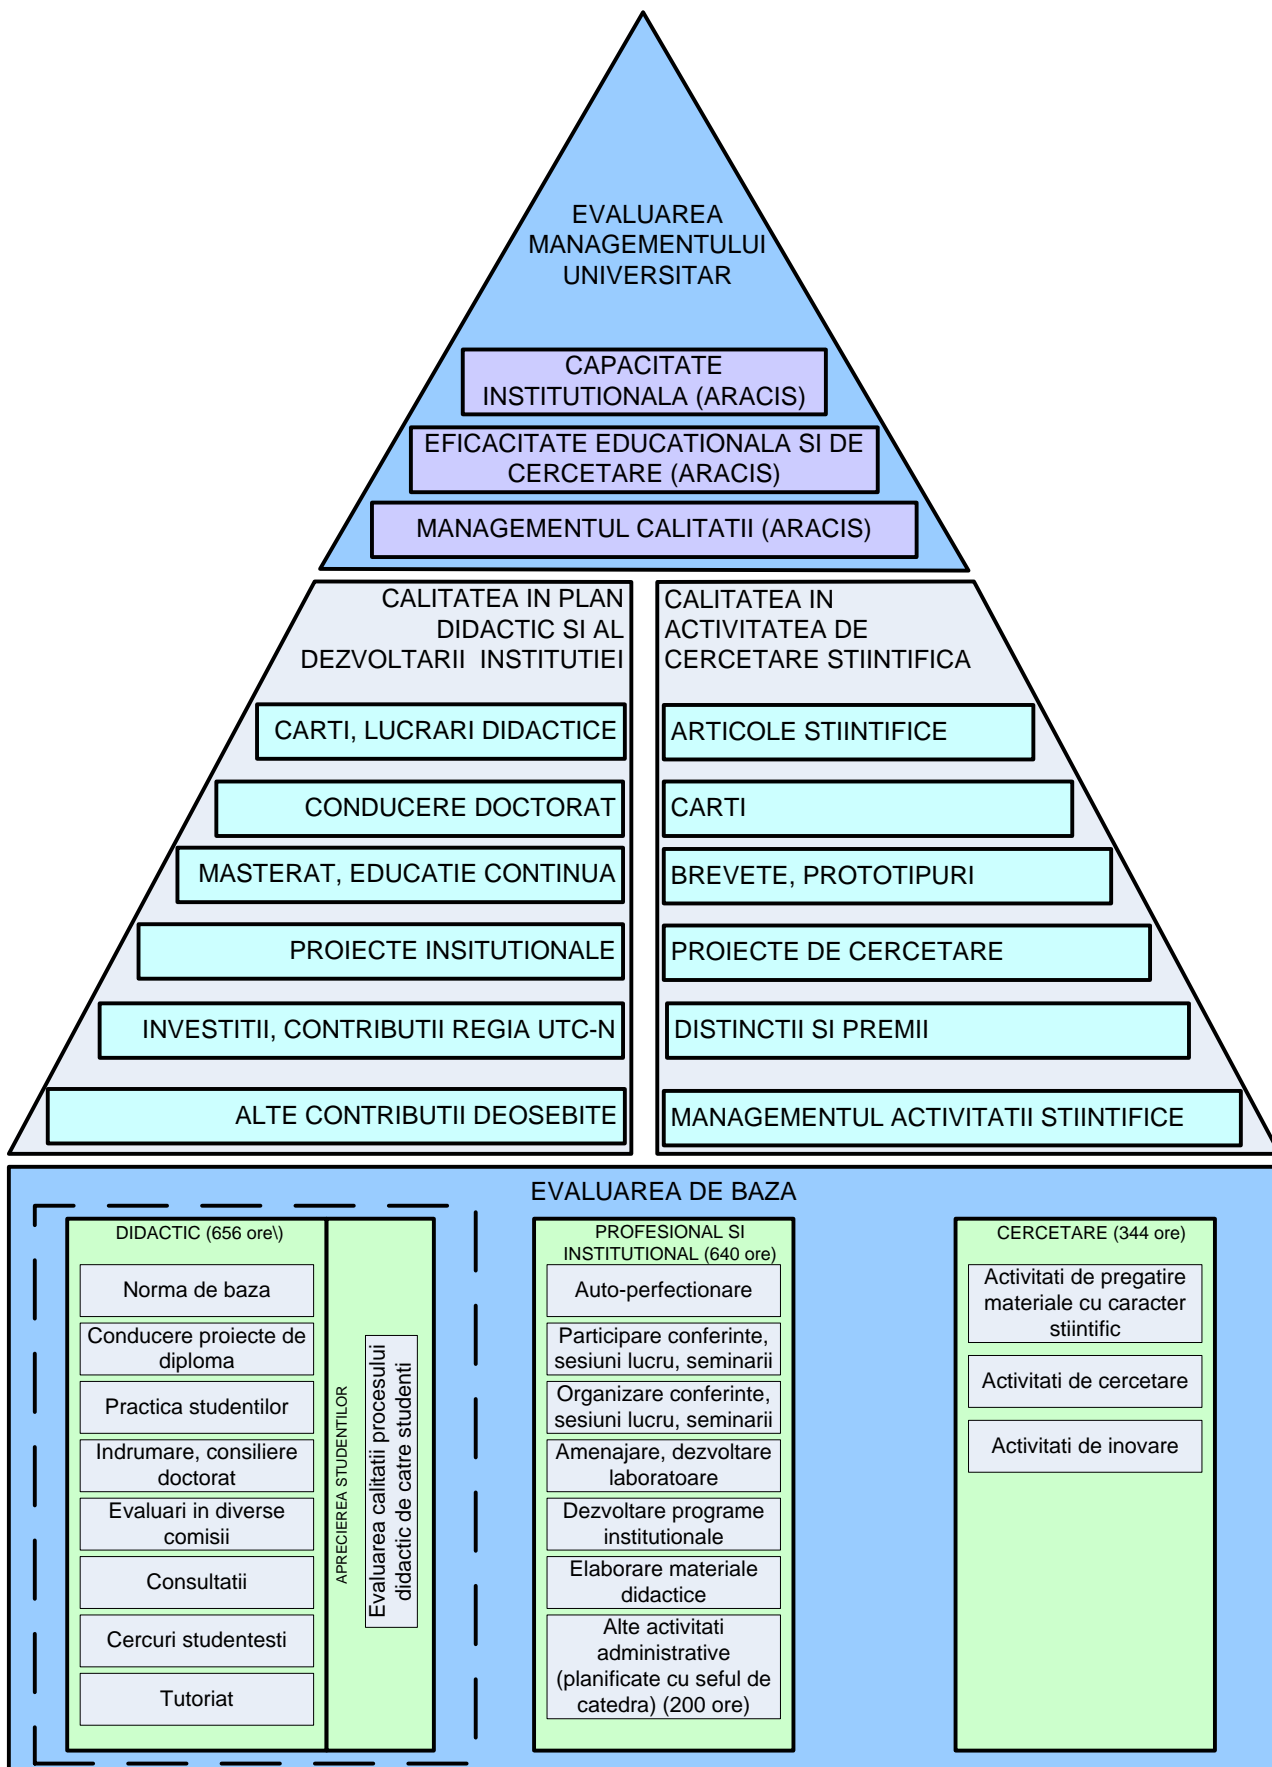 EVALUAREA
MANAGEMENTULUI
UNIVERSITAR
CAPACITATE
INSTITUTIONALA (ARACIS)
EFICACITATE EDUCATIONALA SI DE
CERCETARE (ARACIS)
MANAGEMENTUL CALITATII (ARACIS)
CALITATEA IN PLAN
DIDACTIC SI AL
DEZVOLTARII INSTITUTIEI
CARTI, LUCRARI DIDACTICE
CONDUCERE DOCTORAT
MASTERAT, EDUCATIE CONTINUA
PROIECTE INSITUTIONALE
INVESTITII, CONTRIBUTII REGIA UTC-N
ALTE CONTRIBUTII DEOSEBITE
CALITATEA IN
ACTIVITATEA DE
CERCETARE STIINTIFICA
ARTICOLE STIINTIFICE
CARTI
BREVETE, PROTOTIPURI
PROIECTE DE CERCETARE
DISTINCTII SI PREMII
MANAGEMENTUL ACTIVITATII STIINTIFICE
EVALUAREA DE BAZA
DIDACTIC (656 ore\)
Norma de baza
Conducere proiecte de
diploma
Practica studentilor
Indrumare, consiliere
doctorat
Evaluari in diverse
comisii
Consultatii
Cercuri studentesti
Tutoriat
APRECIEREA STUDENTILOR
Evaluarea calitatii procesului
didactic de catre studenti
PROFESIONAL SI
INSTITUTIONAL (640 ore)
Auto-perfectionare
Participare conferinte,
sesiuni lucru, seminarii
Organizare conferinte,
sesiuni lucru, seminarii
Amenajare, dezvoltare
laboratoare
Dezvoltare programe
institutionale
Elaborare materiale
didactice
Alte activitati
administrative
(planificate cu seful de
catedra) (200 ore)
CERCETARE (344 ore)
Activitati de pregatire
materiale cu caracter
stiintific
Activitati de cercetare
Activitati de inovare